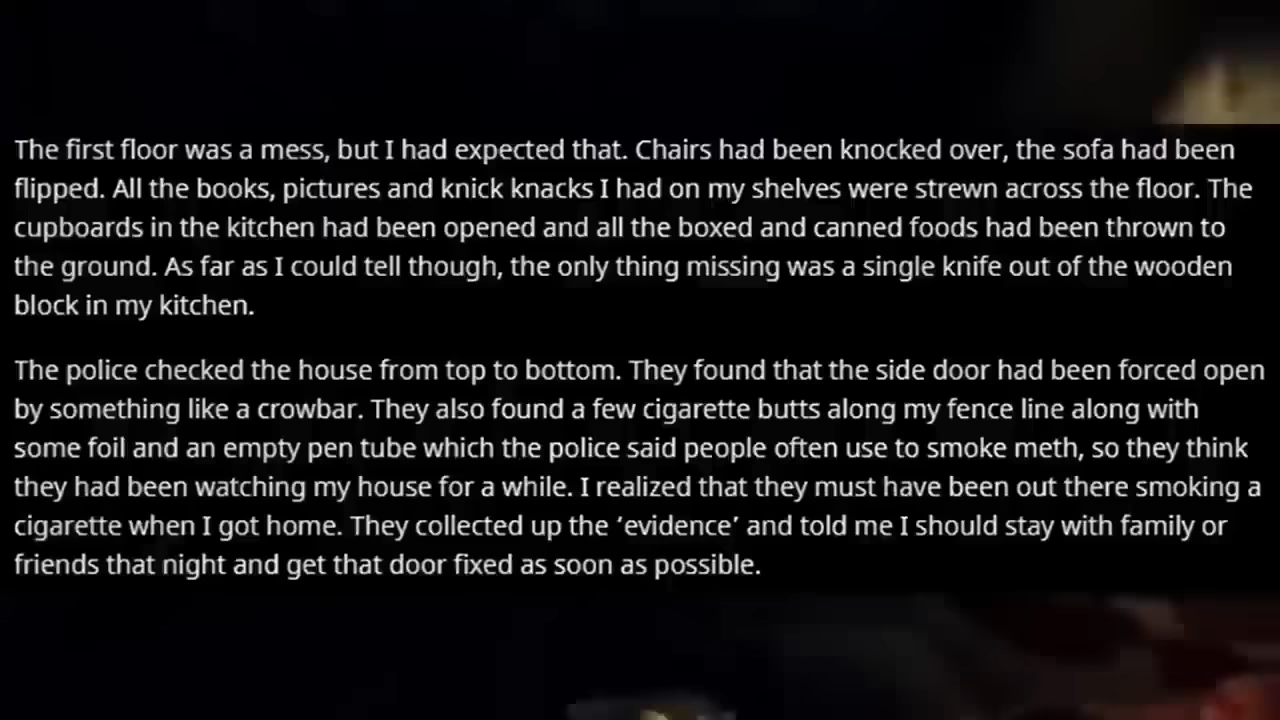 The first floor was a mess, but I had expected that. Chairs had been knocked over, the sofa had been
flipped. All the books, pictures and knick knacks I had on my shelves were strewn across the floor. The
cupboards in the kitchen had been opened and all the boxed and canned foods had been thrown to
the ground. As far as I could tell though, the only thing missing was a single knife out of the wooden
block in my kitchen.
The police checked the house from top to bottom. They found that the side door had been forced open
by something like a crowbar. They also found a few cigarette butts along my fence line along with
some foil and an empty pen tube which the police said people often use to smoke meth, so they think
they had been watching my house for a while. I realized that they must have been out there smoking a
cigarette when I got home. They collected up the ‘evidence’ and told me I should stay with family or
friends that night and get that door fixed as soon as possible.